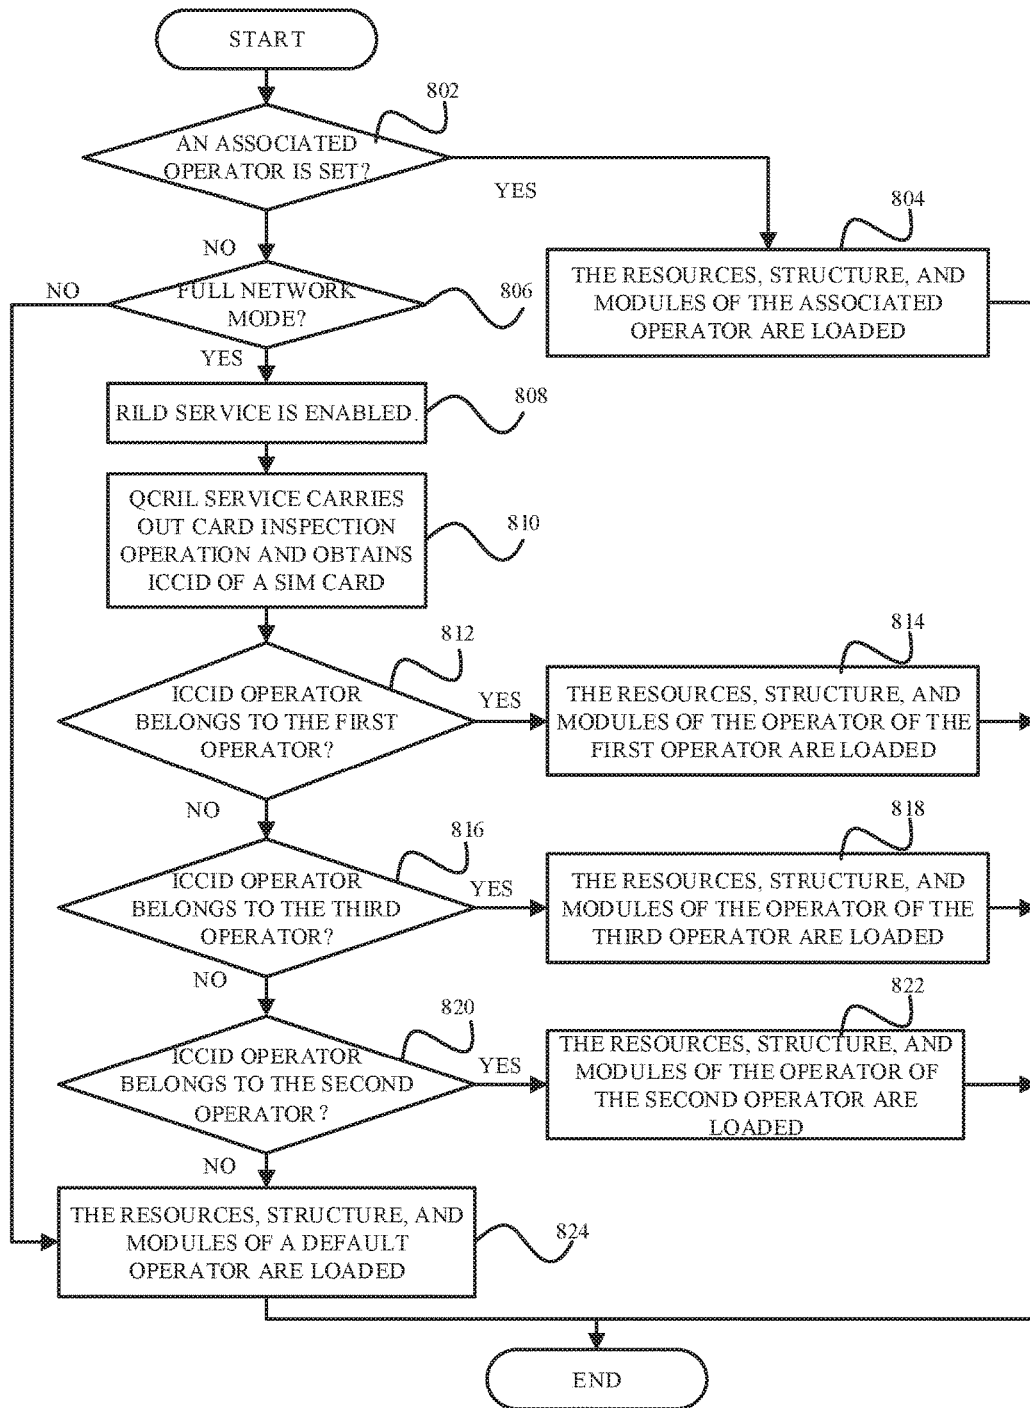 START
802
AN ASSOCIATED
OPERATOR IS SET?
YES
804
NO
THE RESOURCES, STRUCTURE, AND
MODULES OF THE ASSOCIATED
OPERATOR ARE LOADED
NO
FULL NETWORK
MODE?
806
YES
RILD SERVICE IS ENABLED.
808
QCRIL SERVICE CARRIES
OUT CARD INSPECTION
OPERATION AND OBTAINS
ICCID OF A SIM CARD
810
812
814
ICCID OPERATOR
BELONGS TO THE FIRST
OPERATOR?
YES
THE RESOURCES, STRUCTURE, AND
MODULES OF THE OPERATOR OF THE
FIRST OPERATOR ARE LOADED
NO
816
818
ICCID OPERATOR
BELONGS TO THE THIRD
OPERATOR?
YES
THE RESOURCES, STRUCTURE, AND
MODULES OF THE OPERATOR OF THE
THIRD OPERATOR ARE LOADED
NO
820
822
ICCID OPERATOR
BELONGS TO THE SECOND
OPERATOR?
YES
THE RESOURCES, STRUCTURE, AND
MODULES OF THE OPERATOR OF
THE SECOND OPERATOR ARE
LOADED
NO
THE RESOURCES, STRUCTURE, AND
MODULES OF A DEFAULT
OPERATOR ARE LOADED
824
END